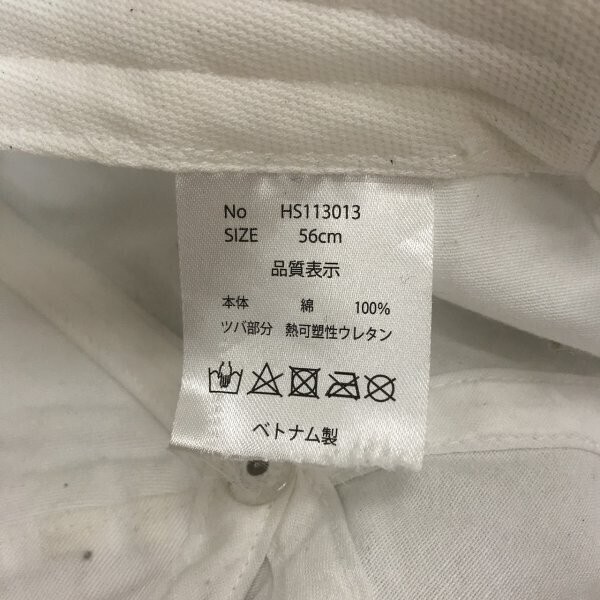 No HS113013
SIZE 56cm
品質表示
本体 綿 100%
ツバ部分 熱可塑性ウレタン
ベトナム製